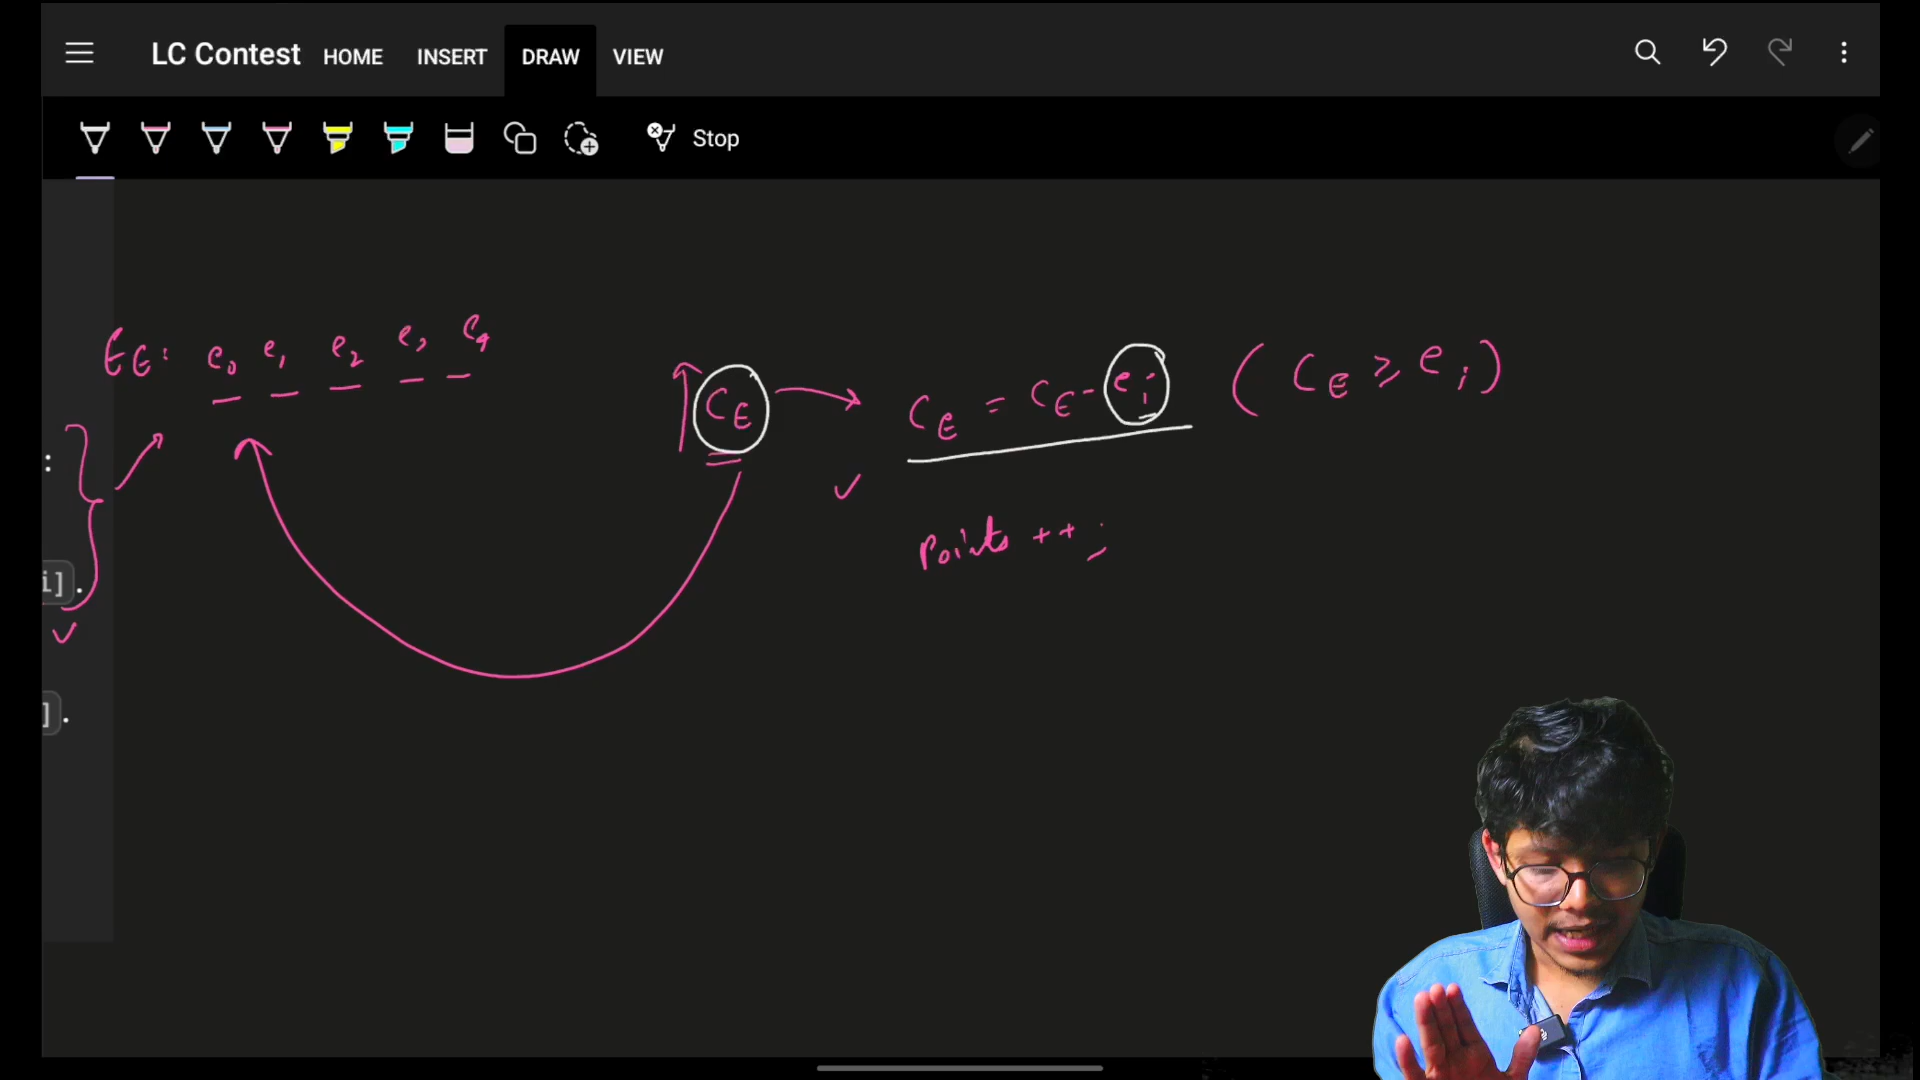 LC Contest HOME INSERT DRAW VIEW
Stop
EE: e0 e1 e2 e3 e4
CE → CE = CE - ei (CE ≥ ei)
:
Points ++;
i].
].